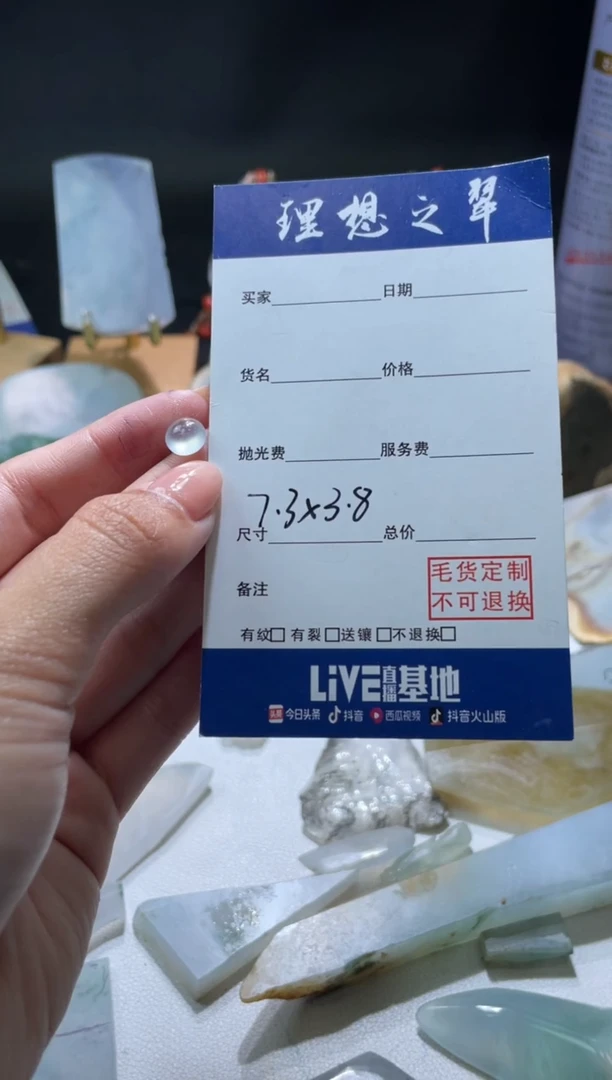 理想之翠
买家 日期
货名 价格
抛光费 服务费
7.3x3.8
尺寸 总价
备注
毛货定制
不可退换
有纹□ 有裂□送镶□不退换□
LiVE直播基地
头条 今日头条 抖音 西瓜视频 抖音火山版